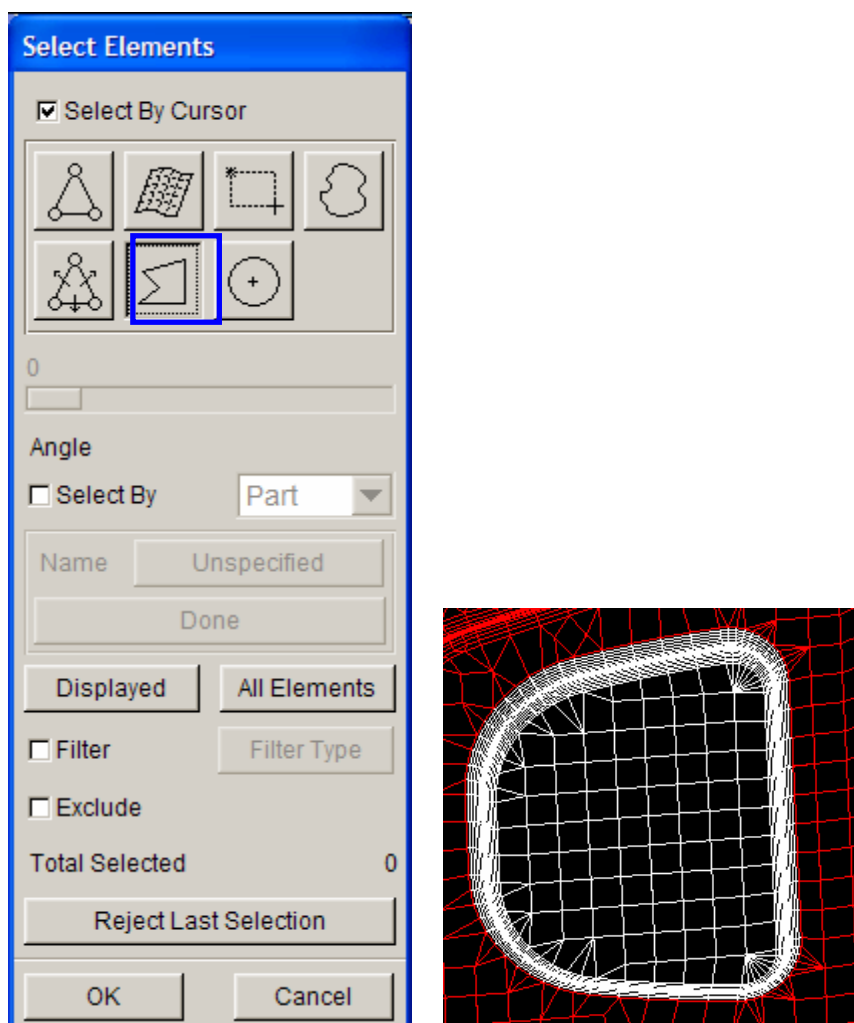 Select Elements
Select By Cursor
0
Angle
Select By Part
Name Unspecified
Done
Displayed All Elements
Filter Filter Type
Exclude
Total Selected 0
Reject Last Selection
OK Cancel